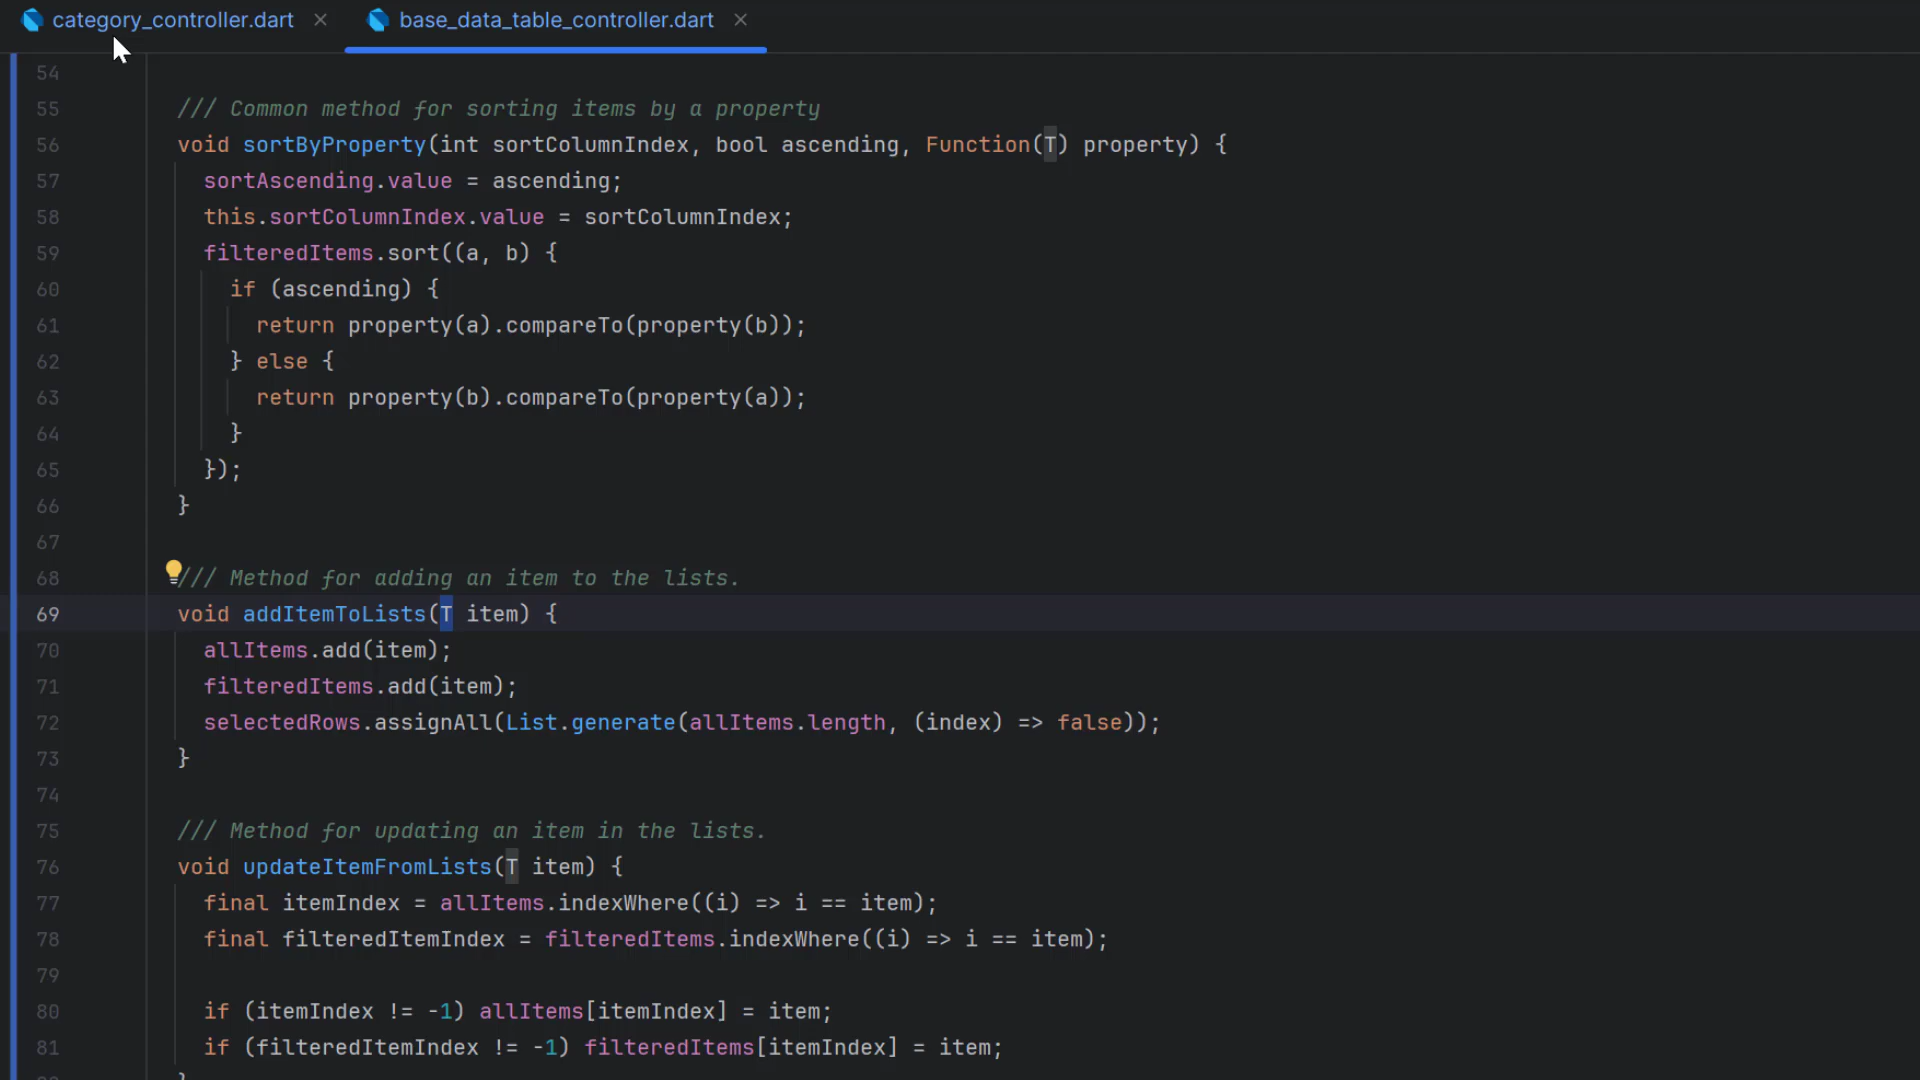 category_controller.dart × base_data_table_controller.dart ×
54
55 /// Common method for sorting items by a property
56 void sortByProperty(int sortColumnIndex, bool ascending, Function(T) property) {
57 sortAscending.value = ascending;
58 this.sortColumnIndex.value = sortColumnIndex;
59 filteredItems.sort((a, b) {
60 if (ascending) {
61 return property(a).compareTo(property(b));
62 } else {
63 return property(b).compareTo(property(a));
64 }
65 });
66 }
67
68 /// Method for adding an item to the lists.
69 void addItemToLists(T item) {
70 allItems.add(item);
71 filteredItems.add(item);
72 selectedRows.assignAll(List.generate(allItems.length, (index) => false));
73 }
74
75 /// Method for updating an item in the lists.
76 void updateItemFromLists(T item) {
77 final itemIndex = allItems.indexWhere((i) => i == item);
78 final filteredItemIndex = filteredItems.indexWhere((i) => i == item);
79
80 if (itemIndex != -1) allItems[itemIndex] = item;
81 if (filteredItemIndex != -1) filteredItems[itemIndex] = item;